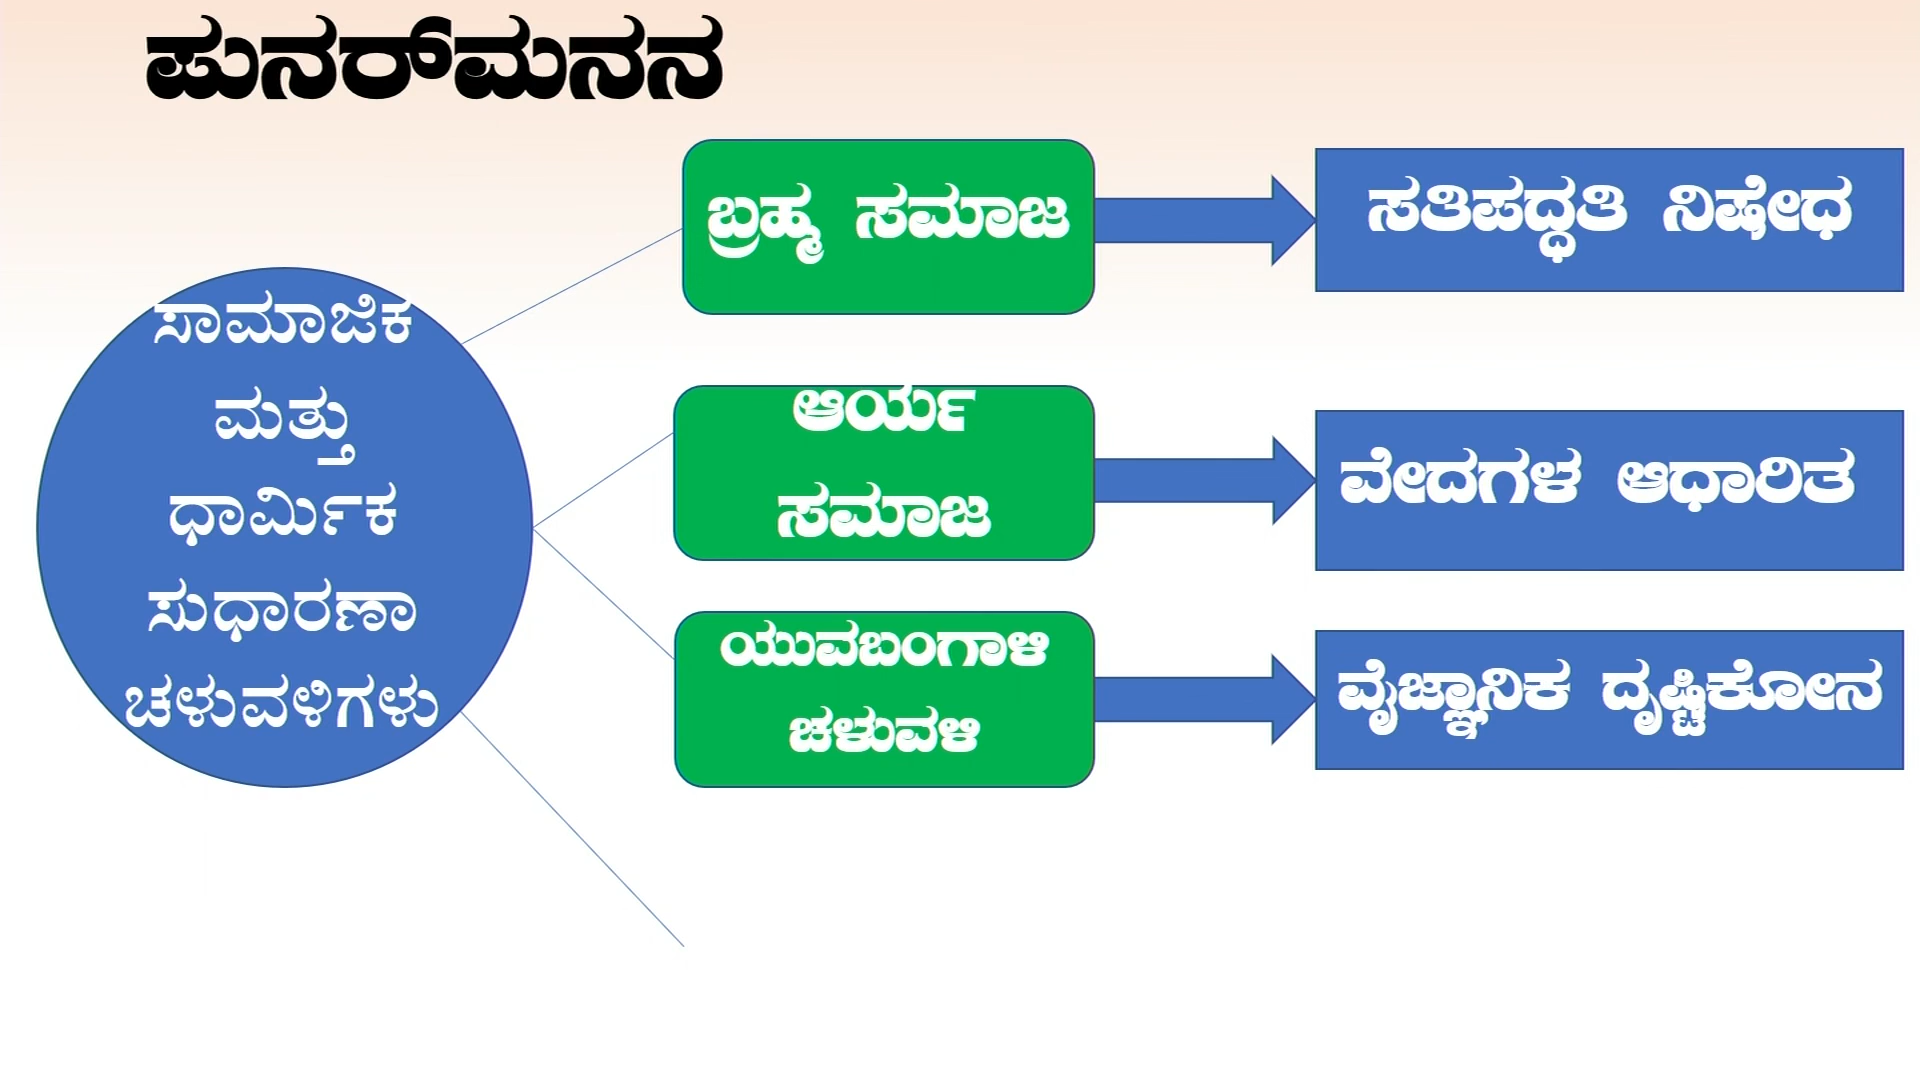 ಪುನರ್‌ಮನನ
ಸಾಮಾಜಿಕ
ಮತ್ತು
ಧಾರ್ಮಿಕ
ಸುಧಾರಣಾ
ಚಳುವಳಿಗಳು
ಬ್ರಹ್ಮ ಸಮಾಜ
ಸತಿಪದ್ಧತಿ ನಿಷೇಧ
ಆರ್ಯ
ಸಮಾಜ
ವೇದಗಳ ಆಧಾರಿತ
ಯುವಬಂಗಾಳಿ
ಚಳುವಳಿ
ವೈಜ್ಞಾನಿಕ ದೃಷ್ಟಿಕೋನ